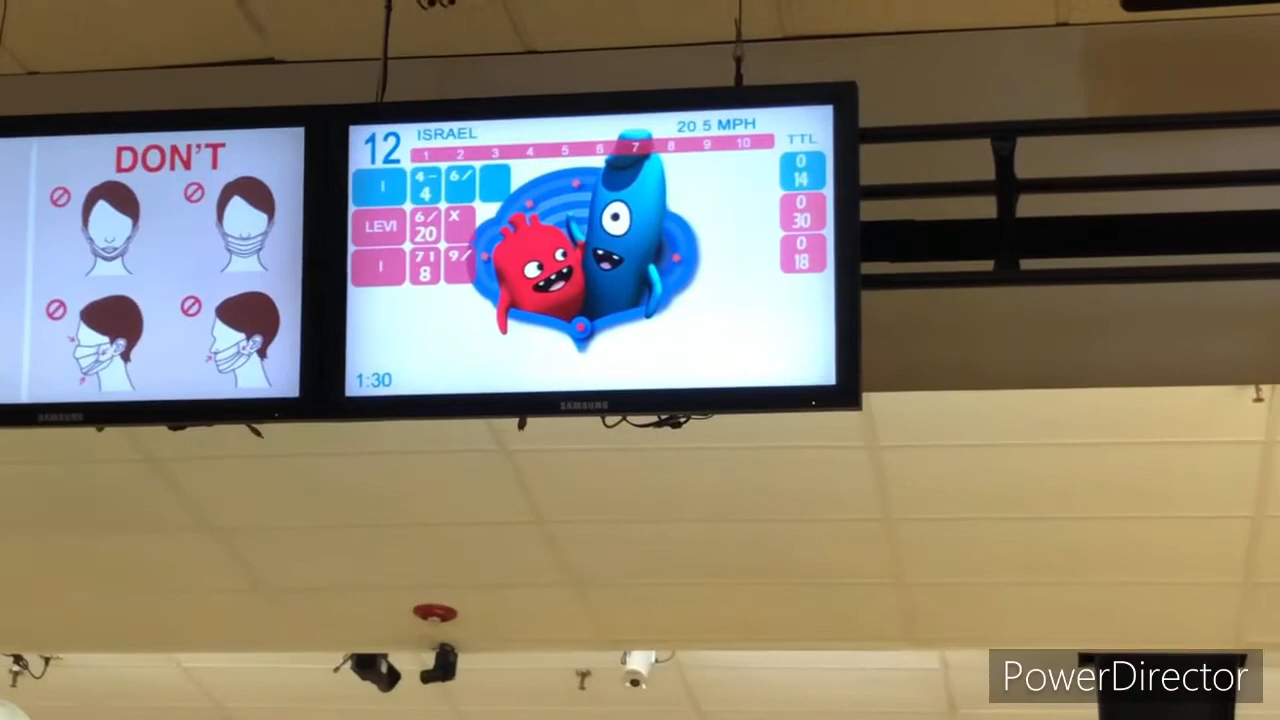 DON'T
SAMSUNG
12 ISRAEL 20.5 MPH
1 2 3 4 5 6 7 8 9 10 TTL
I 4- 6/ 0
4 14
LEVI 6/ X 0
20 30
I 7 1 9/ 0
8 18
1:30
SAMSUNG
PowerDirector